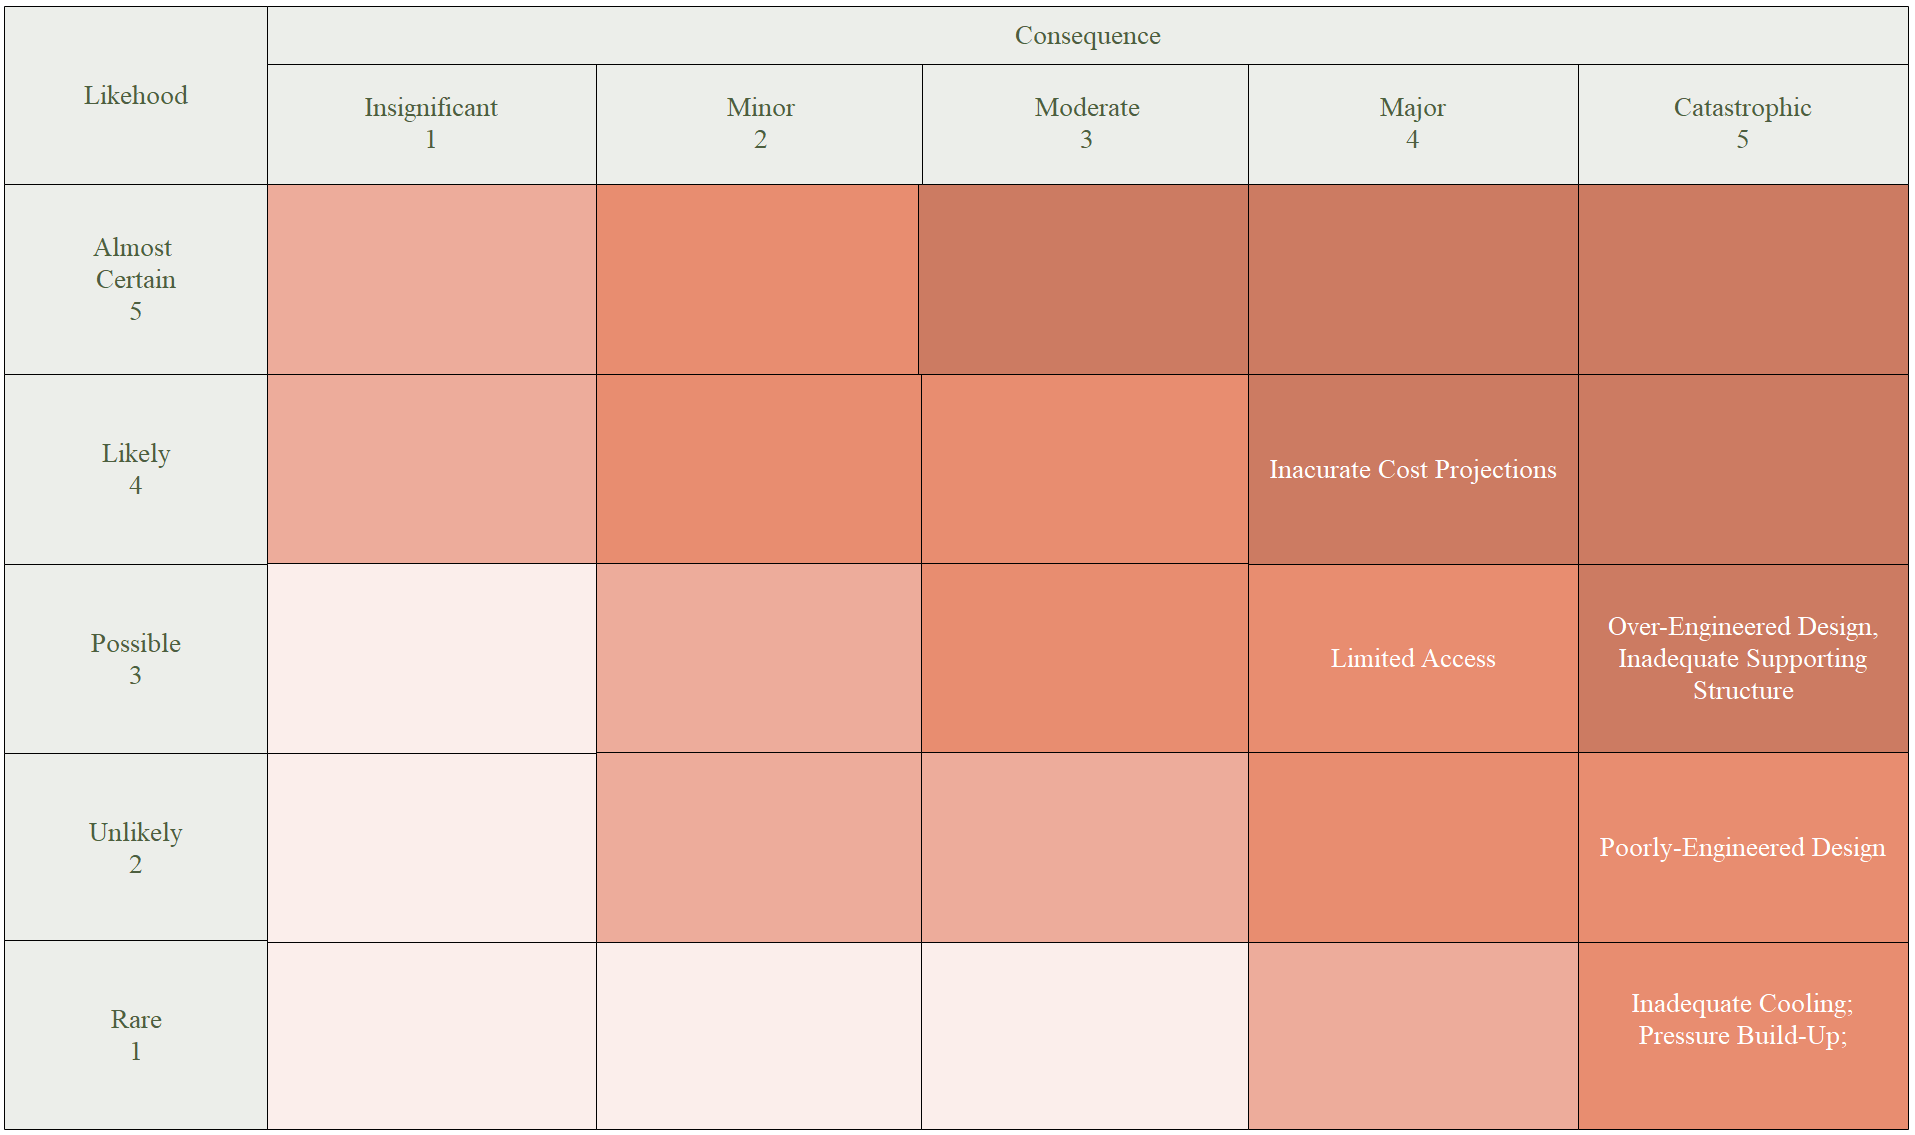 Likehood
Consequence
Insignificant
1
Minor
2
Moderate
3
Major
4
Catastrophic
5
Almost
Certain
5
Likely
4
Inacurate Cost Projections
Possible
3
Limited Access
Over-Engineered Design,
Inadequate Supporting
Structure
Unlikely
2
Poorly-Engineered Design
Rare
1
Inadequate Cooling;
Pressure Build-Up;